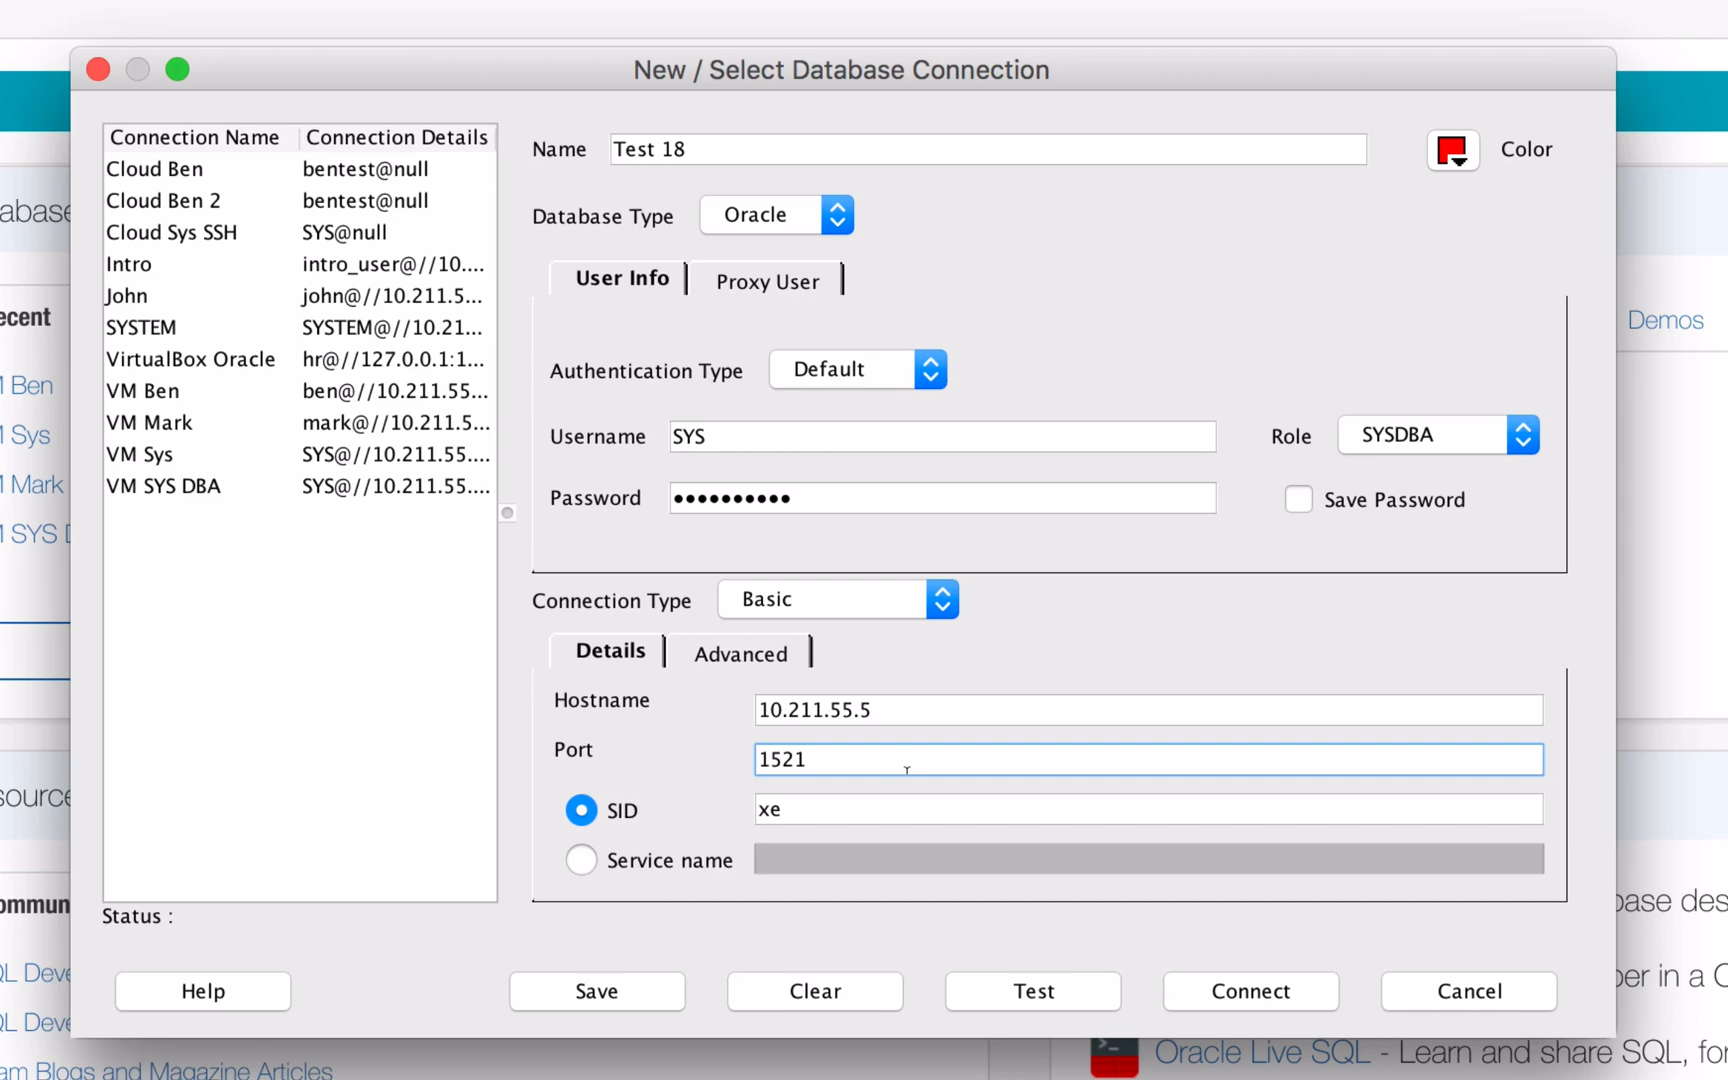 New / Select Database Connection
Connection Name Connection Details
Cloud Ben bentest@null
Cloud Ben 2 bentest@null
Cloud Sys SSH SYS@null
Intro intro_user@//10....
John john@//10.211.5...
SYSTEM SYSTEM@//10.21...
VirtualBox Oracle hr@//127.0.0.1:1...
VM Ben ben@//10.211.55...
VM Mark mark@//10.211.5...
VM Sys SYS@//10.211.55....
VM SYS DBA SYS@//10.211.55....
Status :
Name Test 18 Color
Database Type Oracle
User Info Proxy User
Authentication Type Default
Username SYS Role SYSDBA
Password •••••••••• Save Password
Connection Type Basic
Details Advanced
Hostname 10.211.55.5
Port 1521
SID xe
Service name
Help Save Clear Test Connect Cancel
abase
ecent
M Ben
M Sys
M Mark
M SYS D
source
ommun
QL Deve
QL Deve
am Blogs and Magazine Articles
Demos
base des
per in a C
Oracle Live SQL - Learn and share SQL, for